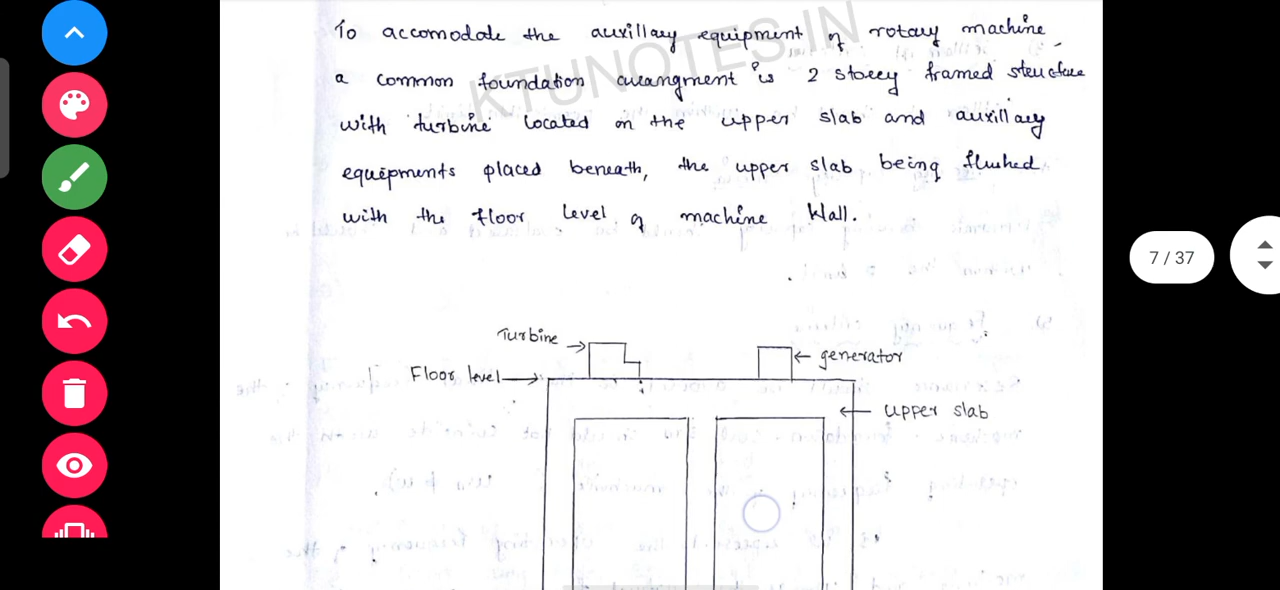 To accomodate the auxillary equipment of rotary machine,
a common foundation arrangment is 2 storey framed structure
KTUNOTES.IN
with turbine located on the upper slab and auxillary
equipments placed beneath, the upper slab being flushed
with the floor level of machine Wall.
7 / 37
Turbine
generator
Floor level
upper slab